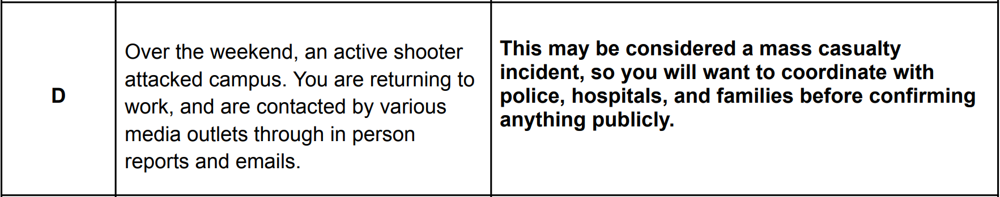 D
Over the weekend, an active shooter
attacked campus. You are returning to
work, and are contacted by various
media outlets through in person
reports and emails.
This may be considered a mass casualty
incident, so you will want to coordinate with
police, hospitals, and families before confirming
anything publicly.